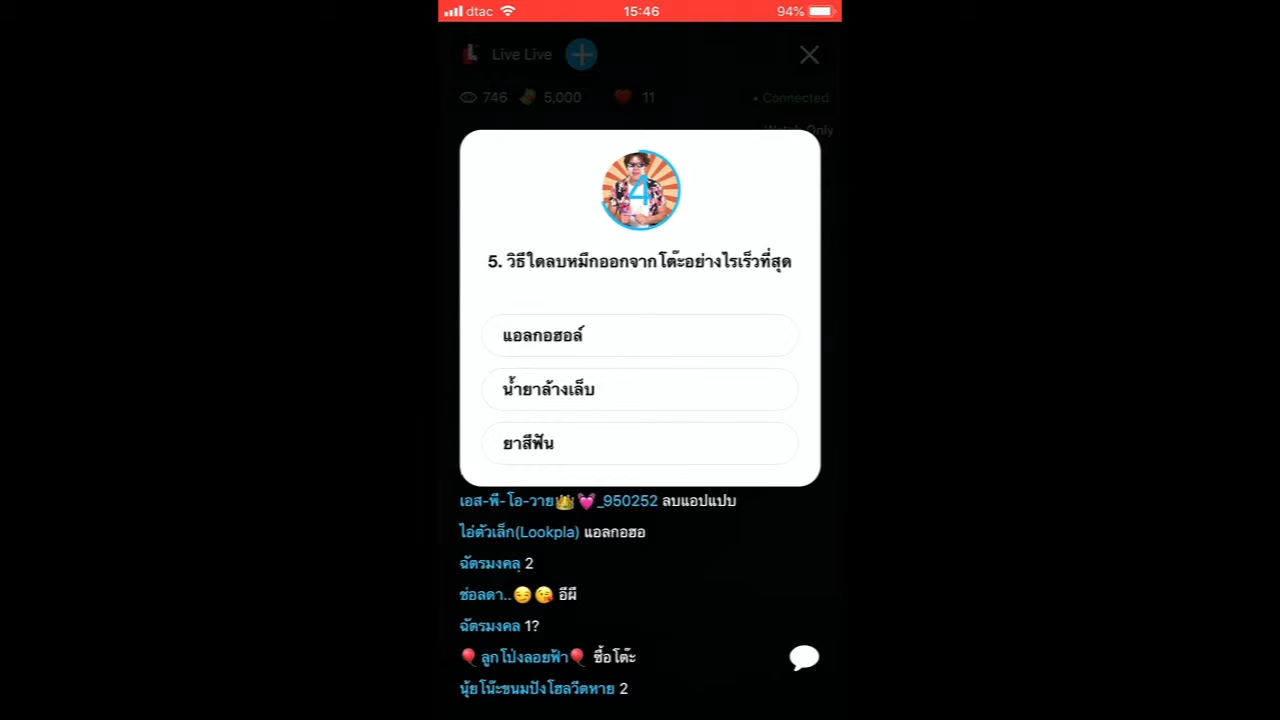 dtac 15:46 94%
Live Live
746 5,000 11 • Connected
Watch Only
4
5. วิธีใดลบหมึกออกจากโต๊ะอย่างไรเร็วที่สุด
แอลกอฮอล์
น้ำยาล้างเล็บ
ยาสีฟัน
เอส-พี-โอ-วาย👑💓_950252 ลบแอปแปบ
ไอ่ตัวเล็ก(Lookpla) แอลกอฮอ
ฉัตรมงคลฺ 2
ช่อลดา..😏😘 อีผี
ฉัตรมงคล 1?
🎈ลูกโป่งลอยฟ้า🎈 ซื้อโต๊ะ
นุ้ยโน๊ะขนมปังโฮลวีตหาย 2